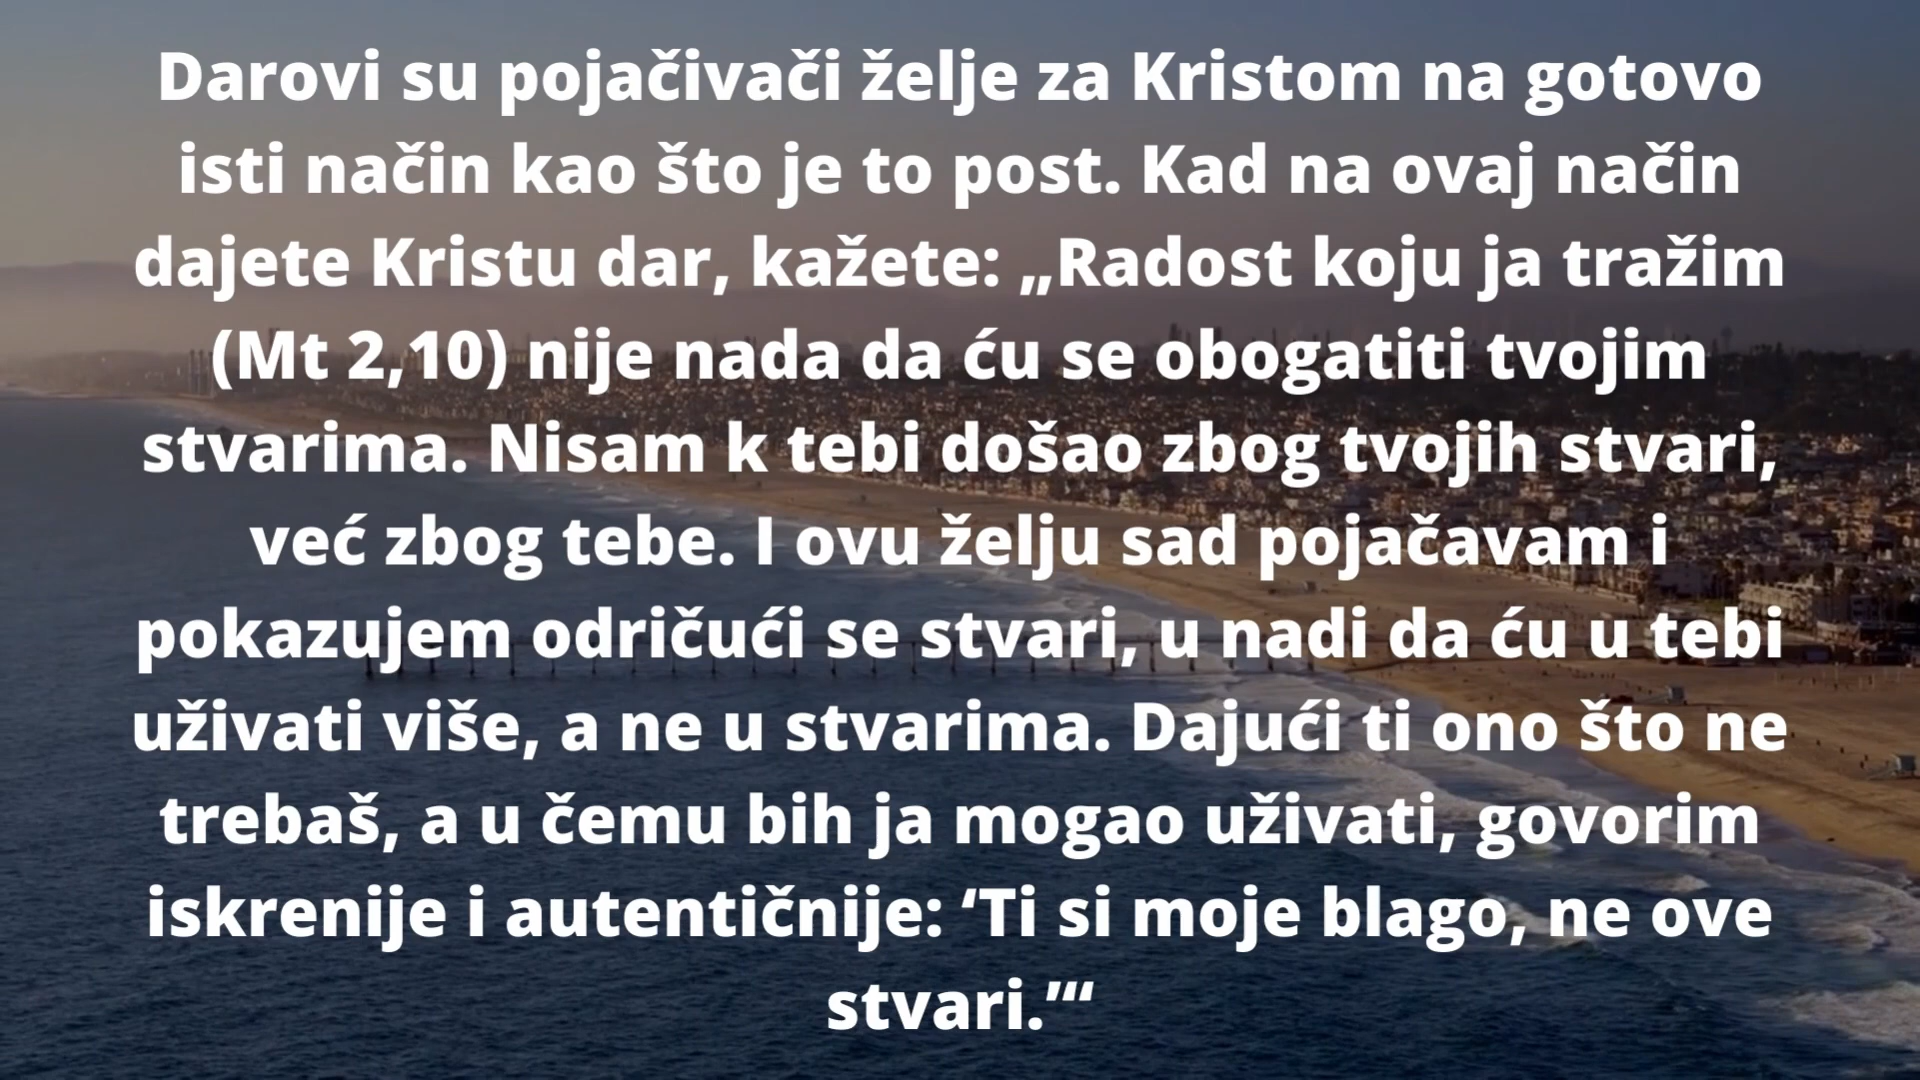 Darovi su pojačivači želje za Kristom na gotovo
isti način kao što je to post. Kad na ovaj način
dajete Kristu dar, kažete: „Radost koju ja tražim
(Mt 2,10) nije nada da ću se obogatiti tvojim
stvarima. Nisam k tebi došao zbog tvojih stvari,
već zbog tebe. I ovu želju sad pojačavam i
pokazujem odričući se stvari, u nadi da ću u tebi
uživati više, a ne u stvarima. Dajući ti ono što ne
trebaš, a u čemu bih ja mogao uživati, govorim
iskrenije i autentičnije: ‘Ti si moje blago, ne ove
stvari.’“‘